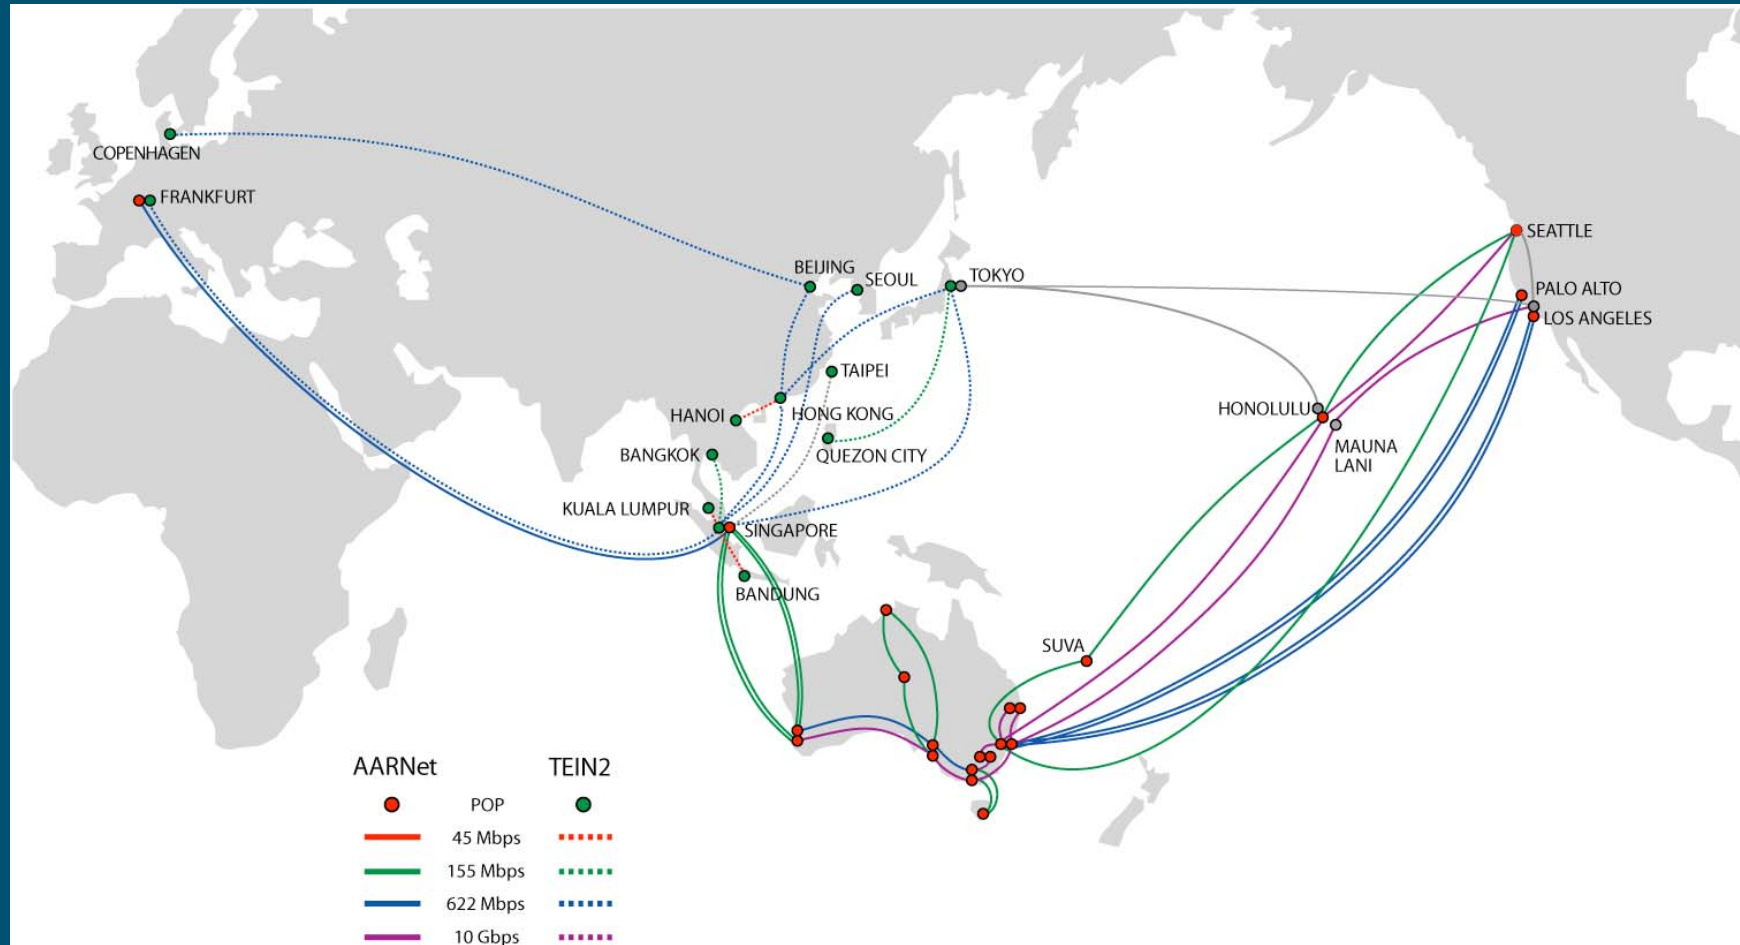 COPENHAGEN
FRANKFURT
SEATTLE
BEIJING
SEOUL
TOKYO
PALO ALTO
LOS ANGELES
TAIPEI
HANOI
HONG KONG
HONOLULU
BANGKOK
QUEZON CITY
MAUNA
LANI
KUALA LUMPUR
SINGAPORE
BANDUNG
SUVA
AARNet TEIN2
POP
45 Mbps
155 Mbps
622 Mbps
10 Gbps